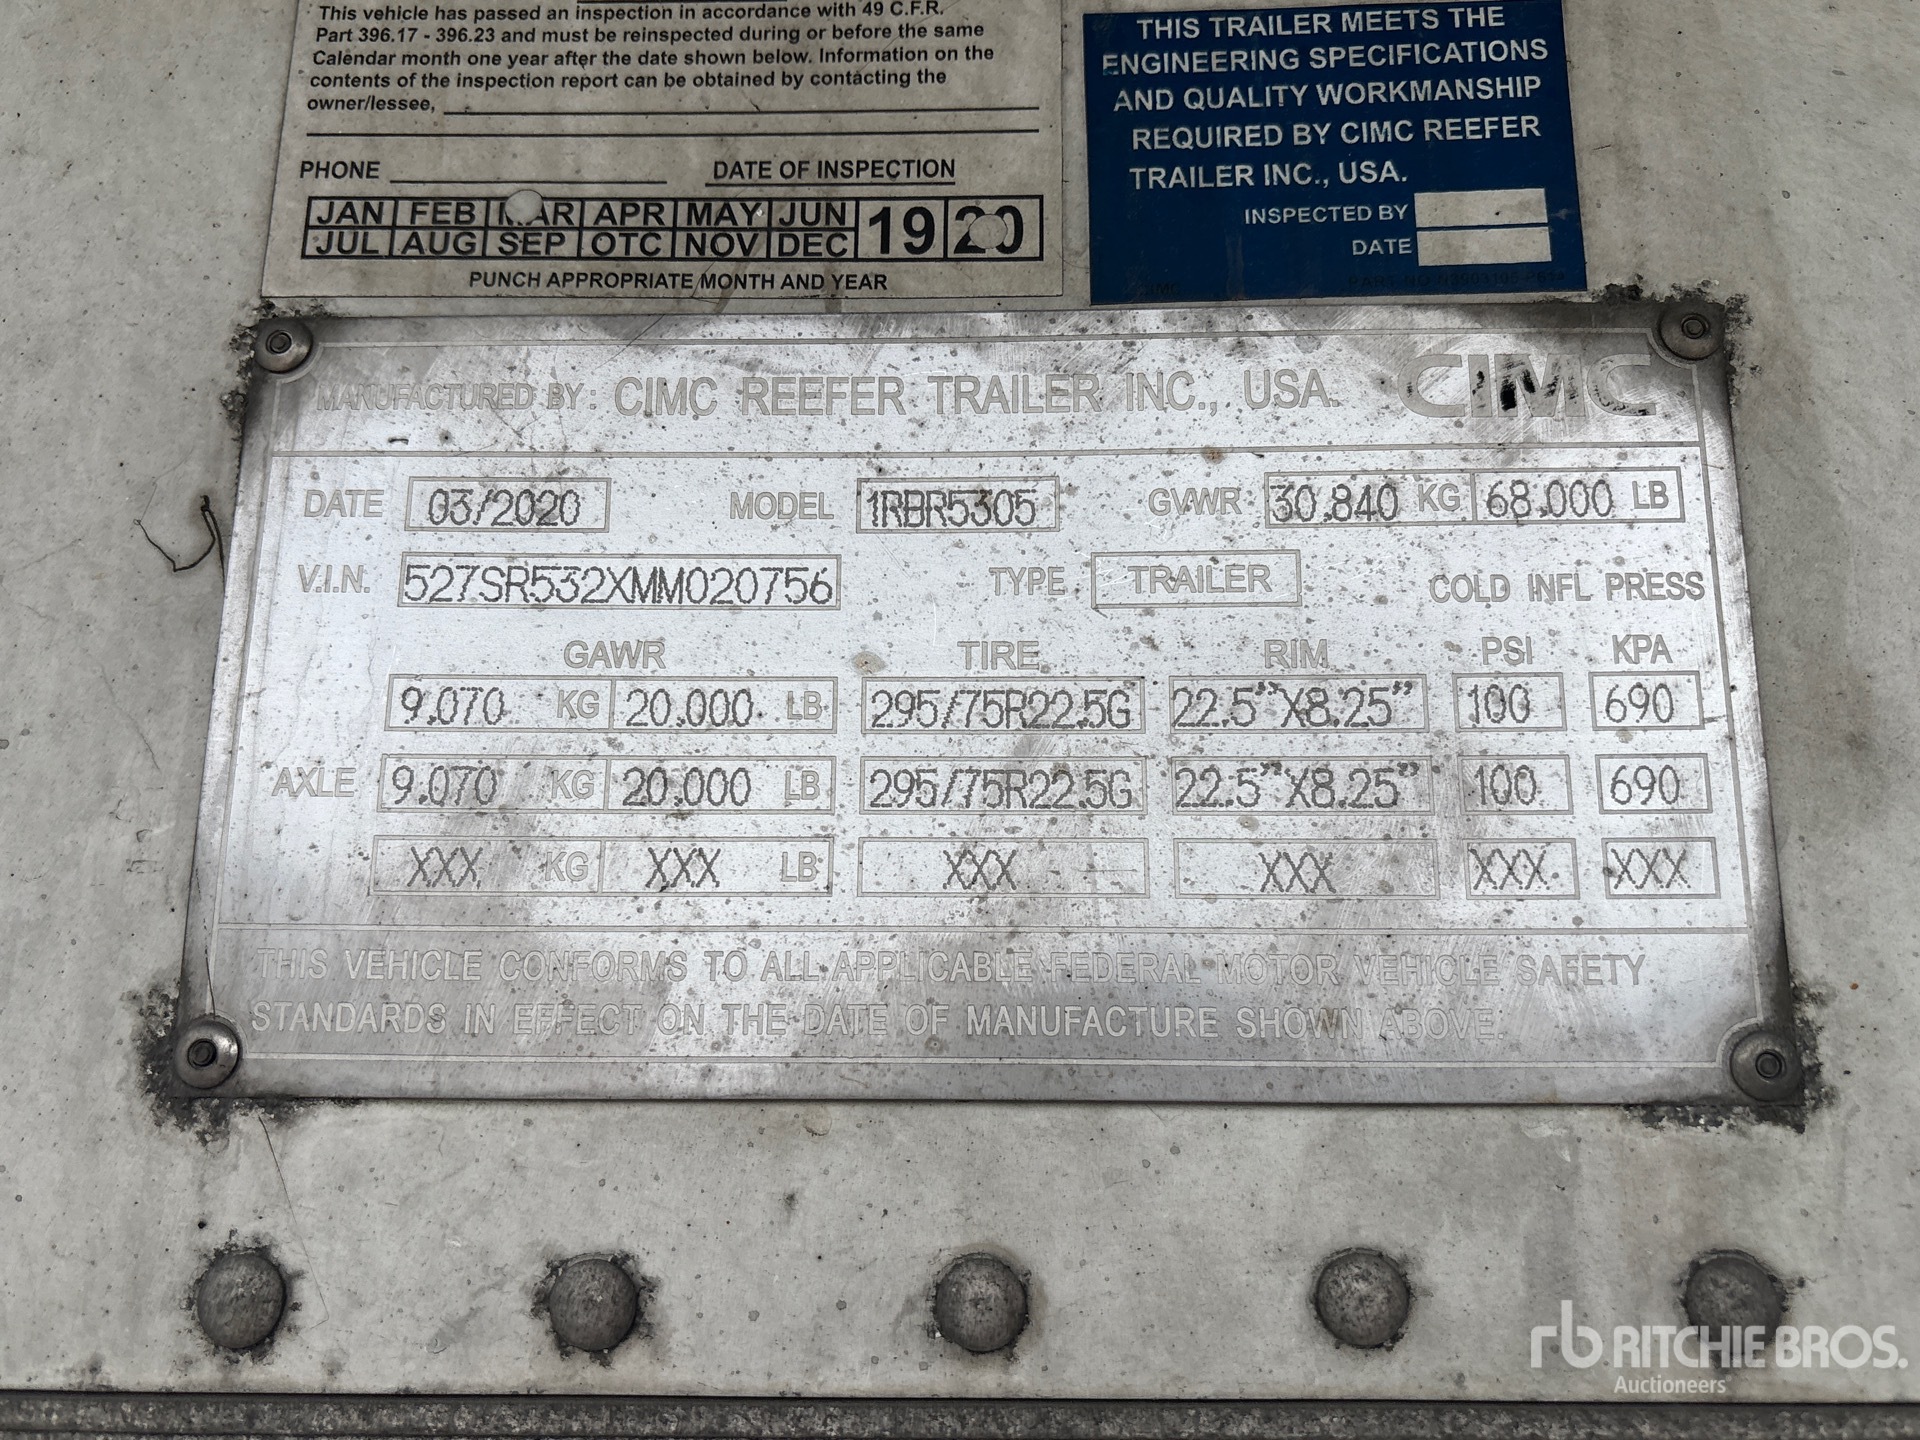 This vehicle has passed an inspection in accordance with 49 C.F.R.
Part 396.17 - 396.23 and must be reinspected during or before the same
Calendar month one year after the date shown below. Information on the
contents of the inspection report can be obtained by contacting the
owner/lessee,
PHONE DATE OF INSPECTION
JAN FEB MAR APR MAY JUN 19 20
JUL AUG SEP OTC NOV DEC
PUNCH APPROPRIATE MONTH AND YEAR
THIS TRAILER MEETS THE
ENGINEERING SPECIFICATIONS
AND QUALITY WORKMANSHIP
REQUIRED BY CIMC REEFER
TRAILER INC., USA.
INSPECTED BY
DATE
MANUFACTURED BY: CIMC REEFER TRAILER INC., USA. CIMC
DATE 03/2020 MODEL 1RBR5305 GVWR 30.840 KG 68.000 LB
V.I.N. 527SR532XMM020756 TYPE TRAILER COLD INFL PRESS
GAWR TIRE RIM PSI KPA
9.070 KG 20.000 LB 295/75R22.5G 22.5"X8.25" 100 690
AXLE 9.070 KG 20.000 LB 295/75R22.5G 22.5"X8.25" 100 690
XXX KG XXX LB XXX XXX XXX XXX
THIS VEHICLE CONFORMS TO ALL APPLICABLE FEDERAL MOTOR VEHICLE SAFETY
STANDARDS IN EFFECT ON THE DATE OF MANUFACTURE SHOWN ABOVE.
rb RITCHIE BROS.
Auctioneers